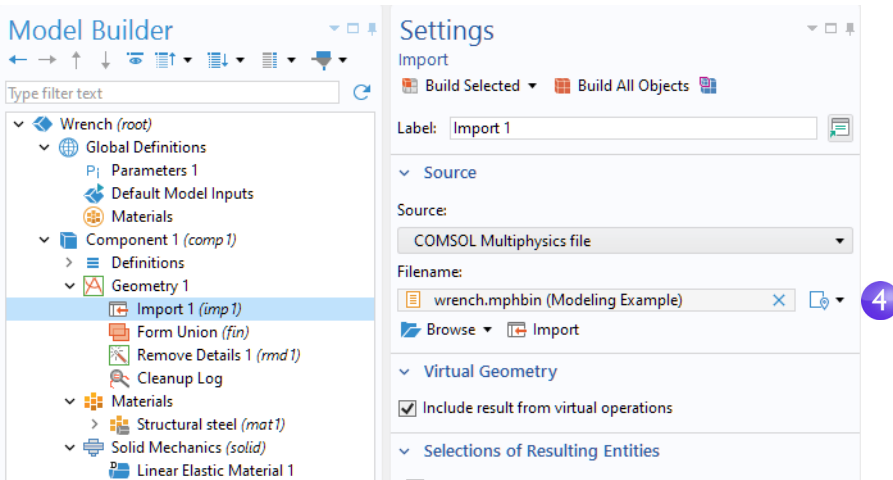 Model Builder
Type filter text
Wrench (root)
Global Definitions
Pi Parameters 1
Default Model Inputs
Materials
Component 1 (comp1)
Definitions
Geometry 1
Import 1 (imp1)
Form Union (fin)
Remove Details 1 (rmd1)
Cleanup Log
Materials
Structural steel (mat1)
Solid Mechanics (solid)
Linear Elastic Material 1
Settings
Import
Build Selected
Build All Objects
Label: Import 1
Source
Source:
COMSOL Multiphysics file
Filename:
wrench.mphbin (Modeling Example)
4
Browse
Import
Virtual Geometry
Include result from virtual operations
Selections of Resulting Entities